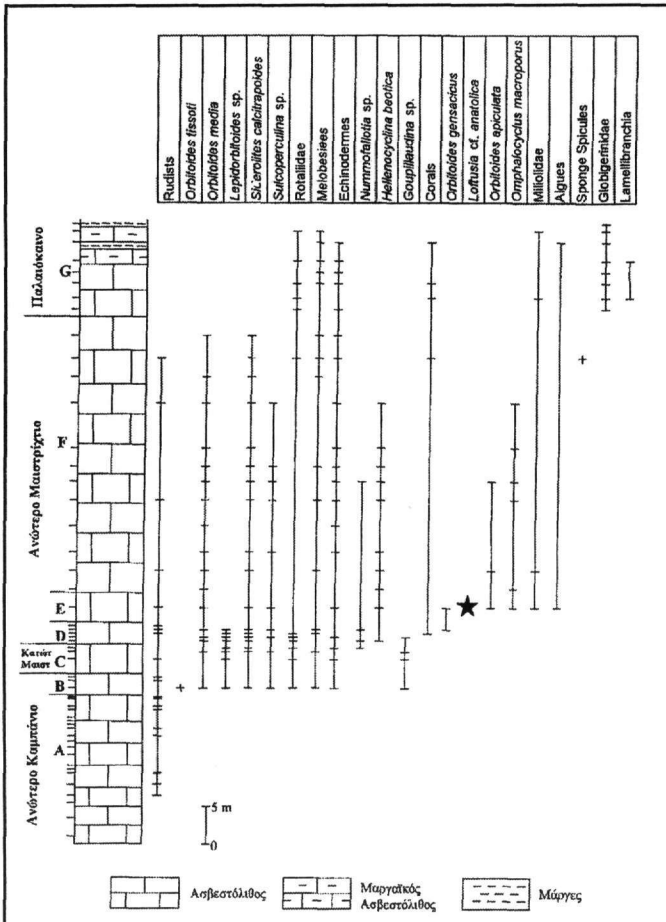 Rudists
Orbitoides tissoti
Orbitoides media
Lepidorbitoides sp.
Siderolites calcitrapoides
Sulcoperculina sp.
Rotaliidae
Melobesiees
Echinodermes
Nummofallotia sp.
Hellenocyclina beotica
Goupillaudina sp.
Corals
Orbitoides gensacicus
Loftusia cf. anatolica
Orbitoides apiculata
Omphalocyclus macroporus
Miliolidae
Algues
Sponge Spicules
Globigerinidae
Lamellibranchia
Παλαιόκαινο
G
Ανώτερο Μαιστρίχτιο
F
E
D
Κατώτ
Μαιστ
C
B
Ανώτερο Καμπάνιο
A
5 m
0
Ασβεστόλιθος
Μαργαϊκός
Ασβεστόλιθος
Μάργες